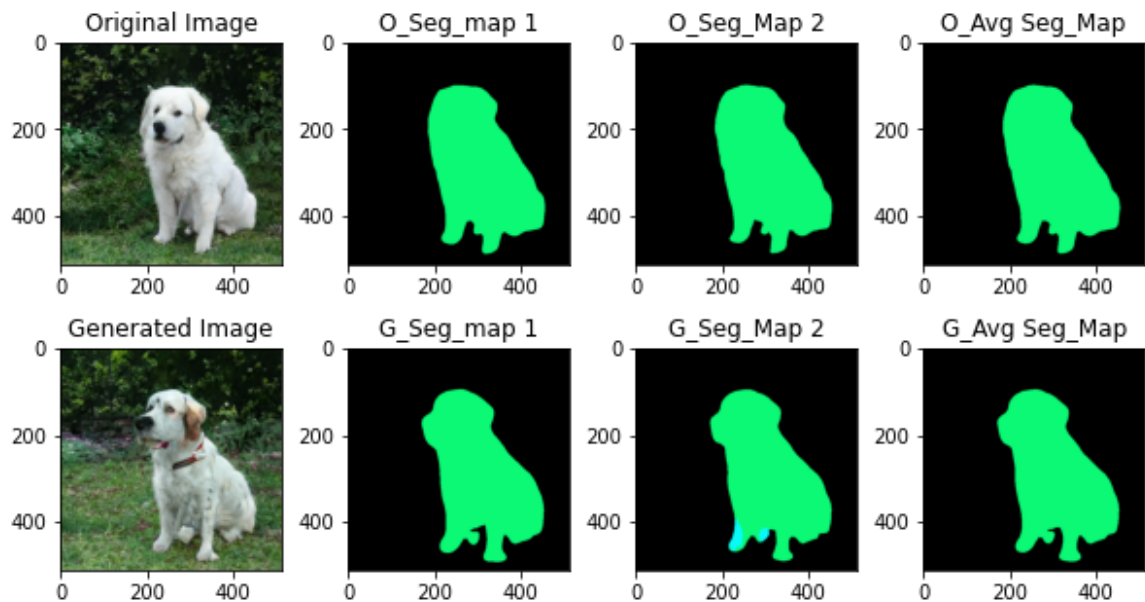 Original Image O_Seg_map 1 O_Seg_Map 2 O_Avg Seg_Map
0 0 0 0
200 200 200 200
400 400 400 400
0 200 400 0 200 400 0 200 400 0 200 400
Generated Image G_Seg_map 1 G_Seg_Map 2 G_Avg Seg_Map
0 0 0 0
200 200 200 200
400 400 400 400
0 200 400 0 200 400 0 200 400 0 200 400